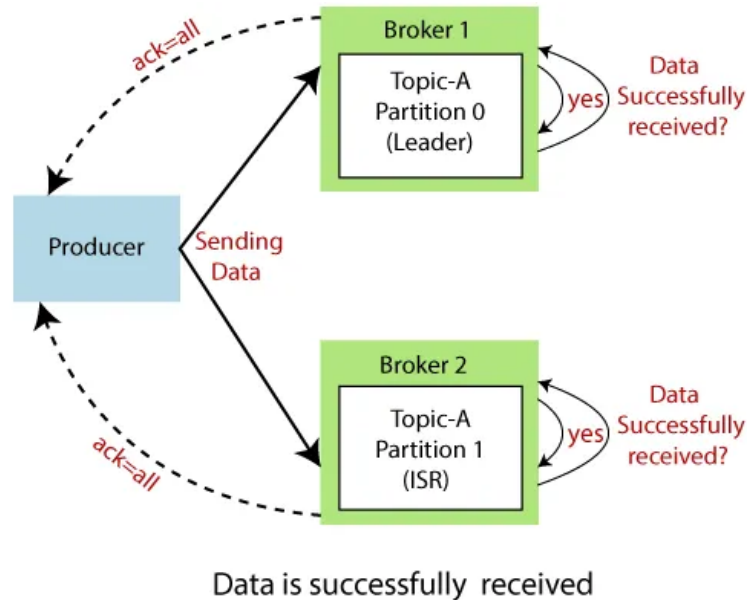 ack=all
Broker 1
Topic-A
Partition 0
(Leader)
yes
Data
Successfully
received?
Producer
Sending
Data
Broker 2
Topic-A
Partition 1
(ISR)
yes
Data
Successfully
received?
ack=all
Data is successfully received